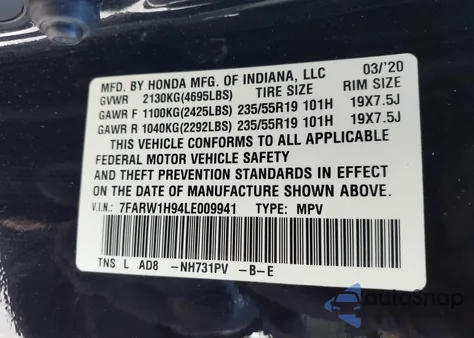 MFD. BY HONDA MFG. OF INDIANA, LLC 03/'20
GVWR 2130KG(4695LBS) TIRE SIZE RIM SIZE
GAWR F 1100KG(2425LBS) 235/55R19 101H 19X7.5J
GAWR R 1040KG(2292LBS) 235/55R19 101H 19X7.5J
THIS VEHICLE CONFORMS TO ALL APPLICABLE
FEDERAL MOTOR VEHICLE SAFETY
AND THEFT PREVENTION STANDARDS IN EFFECT
ON THE DATE OF MANUFACTURE SHOWN ABOVE.
V.I.N.: 7FARW1H94LE009941 TYPE: MPV
TNS L AD8 -NH731PV -B-E
autoSnap